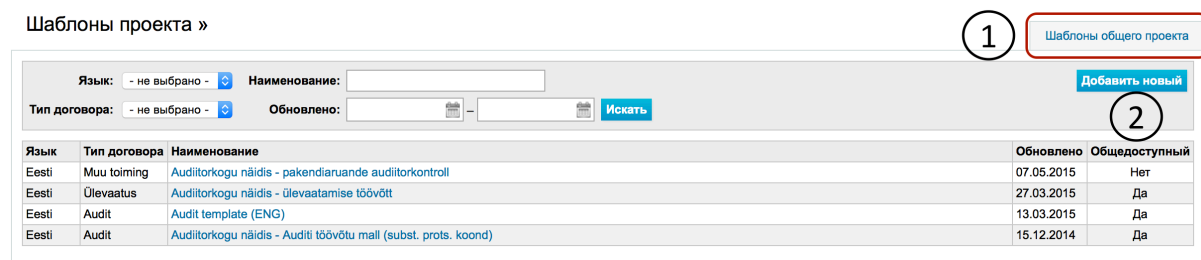 Шаблоны проекта »
1
Шаблоны общего проекта
Язык: - не выбрано - Наименование: Добавить новый
Тип договора: - не выбрано - Обновлено: – Искать
2
Язык Тип договора Наименование Обновлено Общедоступный
Eesti Muu toiming Audiitorkogu näidis - pakendiaruande audiitorkontroll 07.05.2015 Нет
Eesti Ülevaatus Audiitorkogu näidis - ülevaatamise töövõtt 27.03.2015 Да
Eesti Audit Audit template (ENG) 13.03.2015 Да
Eesti Audit Audiitorkogu näidis - Auditi töövõtu mall (subst. prots. koond) 15.12.2014 Да